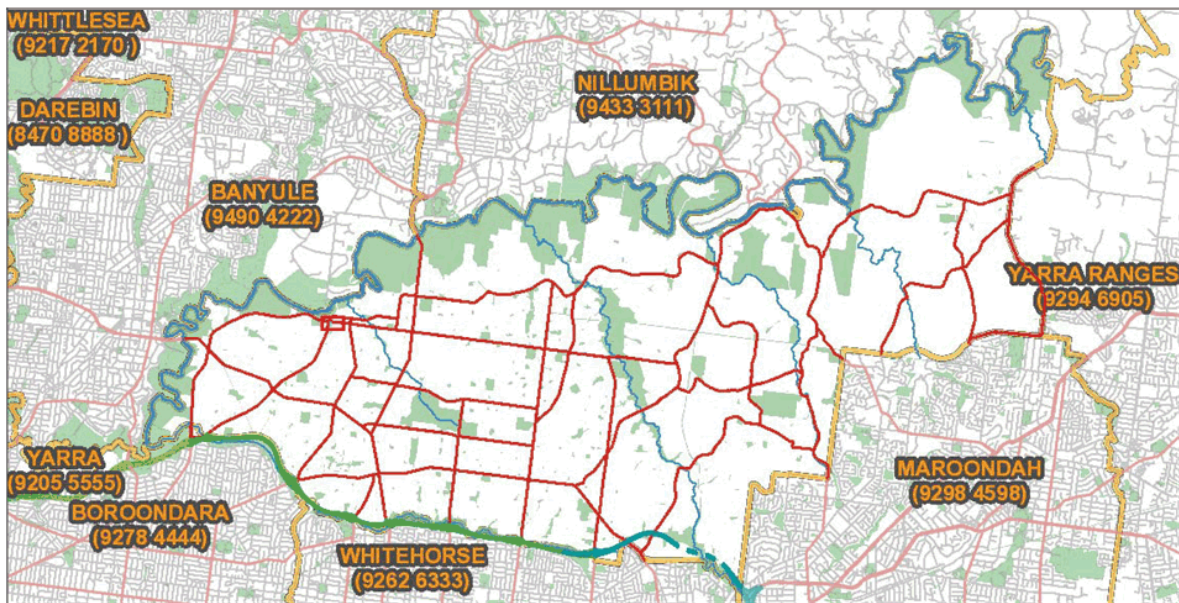 WHITTLESEA
(9217 2170 )
DAREBIN
(8470 8888 )
NILLUMBIK
(9433 3111)
BANYULE
(9490 4222)
YARRA RANGES
(9294 6905)
YARRA
(9205 5555)
BOROONDARA
(9278 4444)
MAROONDAH
(9298 4598)
WHITEHORSE
(9262 6333)